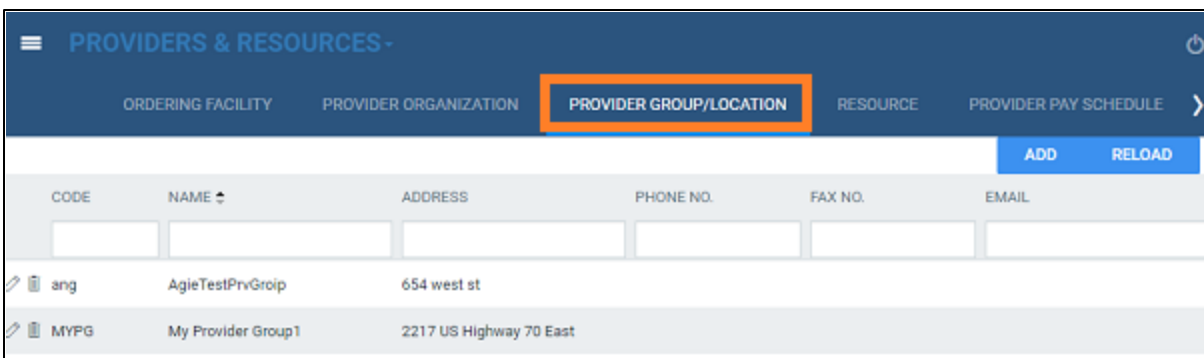 PROVIDERS & RESOURCES
ORDERING FACILITY PROVIDER ORGANIZATION PROVIDER GROUP/LOCATION RESOURCE PROVIDER PAY SCHEDULE
ADD RELOAD
CODE NAME ADDRESS PHONE NO. FAX NO. EMAIL
ang AgieTestPrvGroip 654 west st
MYPG My Provider Group1 2217 US Highway 70 East